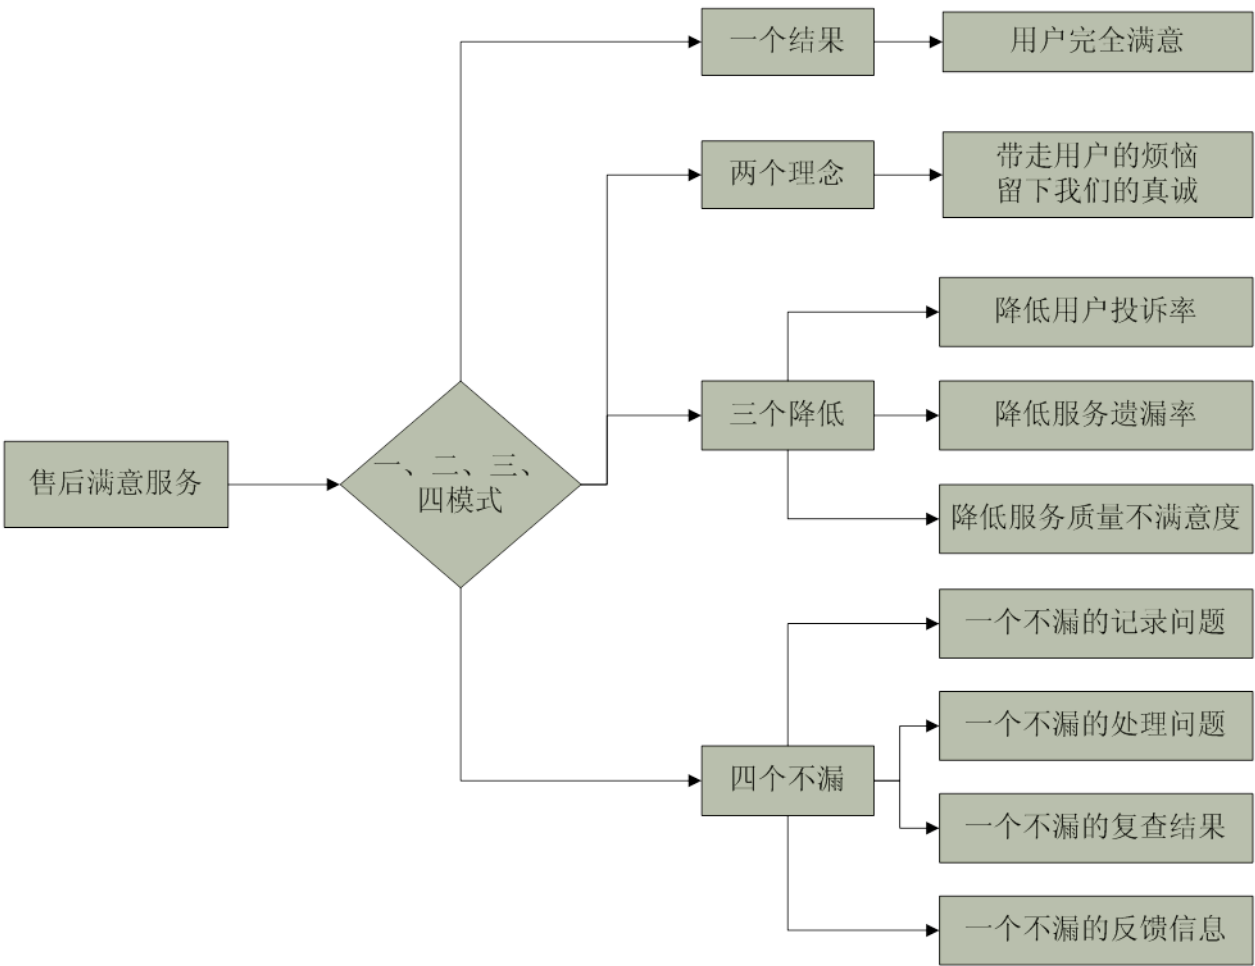 售后满意服务
一、二、三、
四模式
一个结果
用户完全满意
两个理念
带走用户的烦恼
留下我们的真诚
三个降低
降低用户投诉率
降低服务遗漏率
降低服务质量不满意度
四个不漏
一个不漏的记录问题
一个不漏的处理问题
一个不漏的复查结果
一个不漏的反馈信息